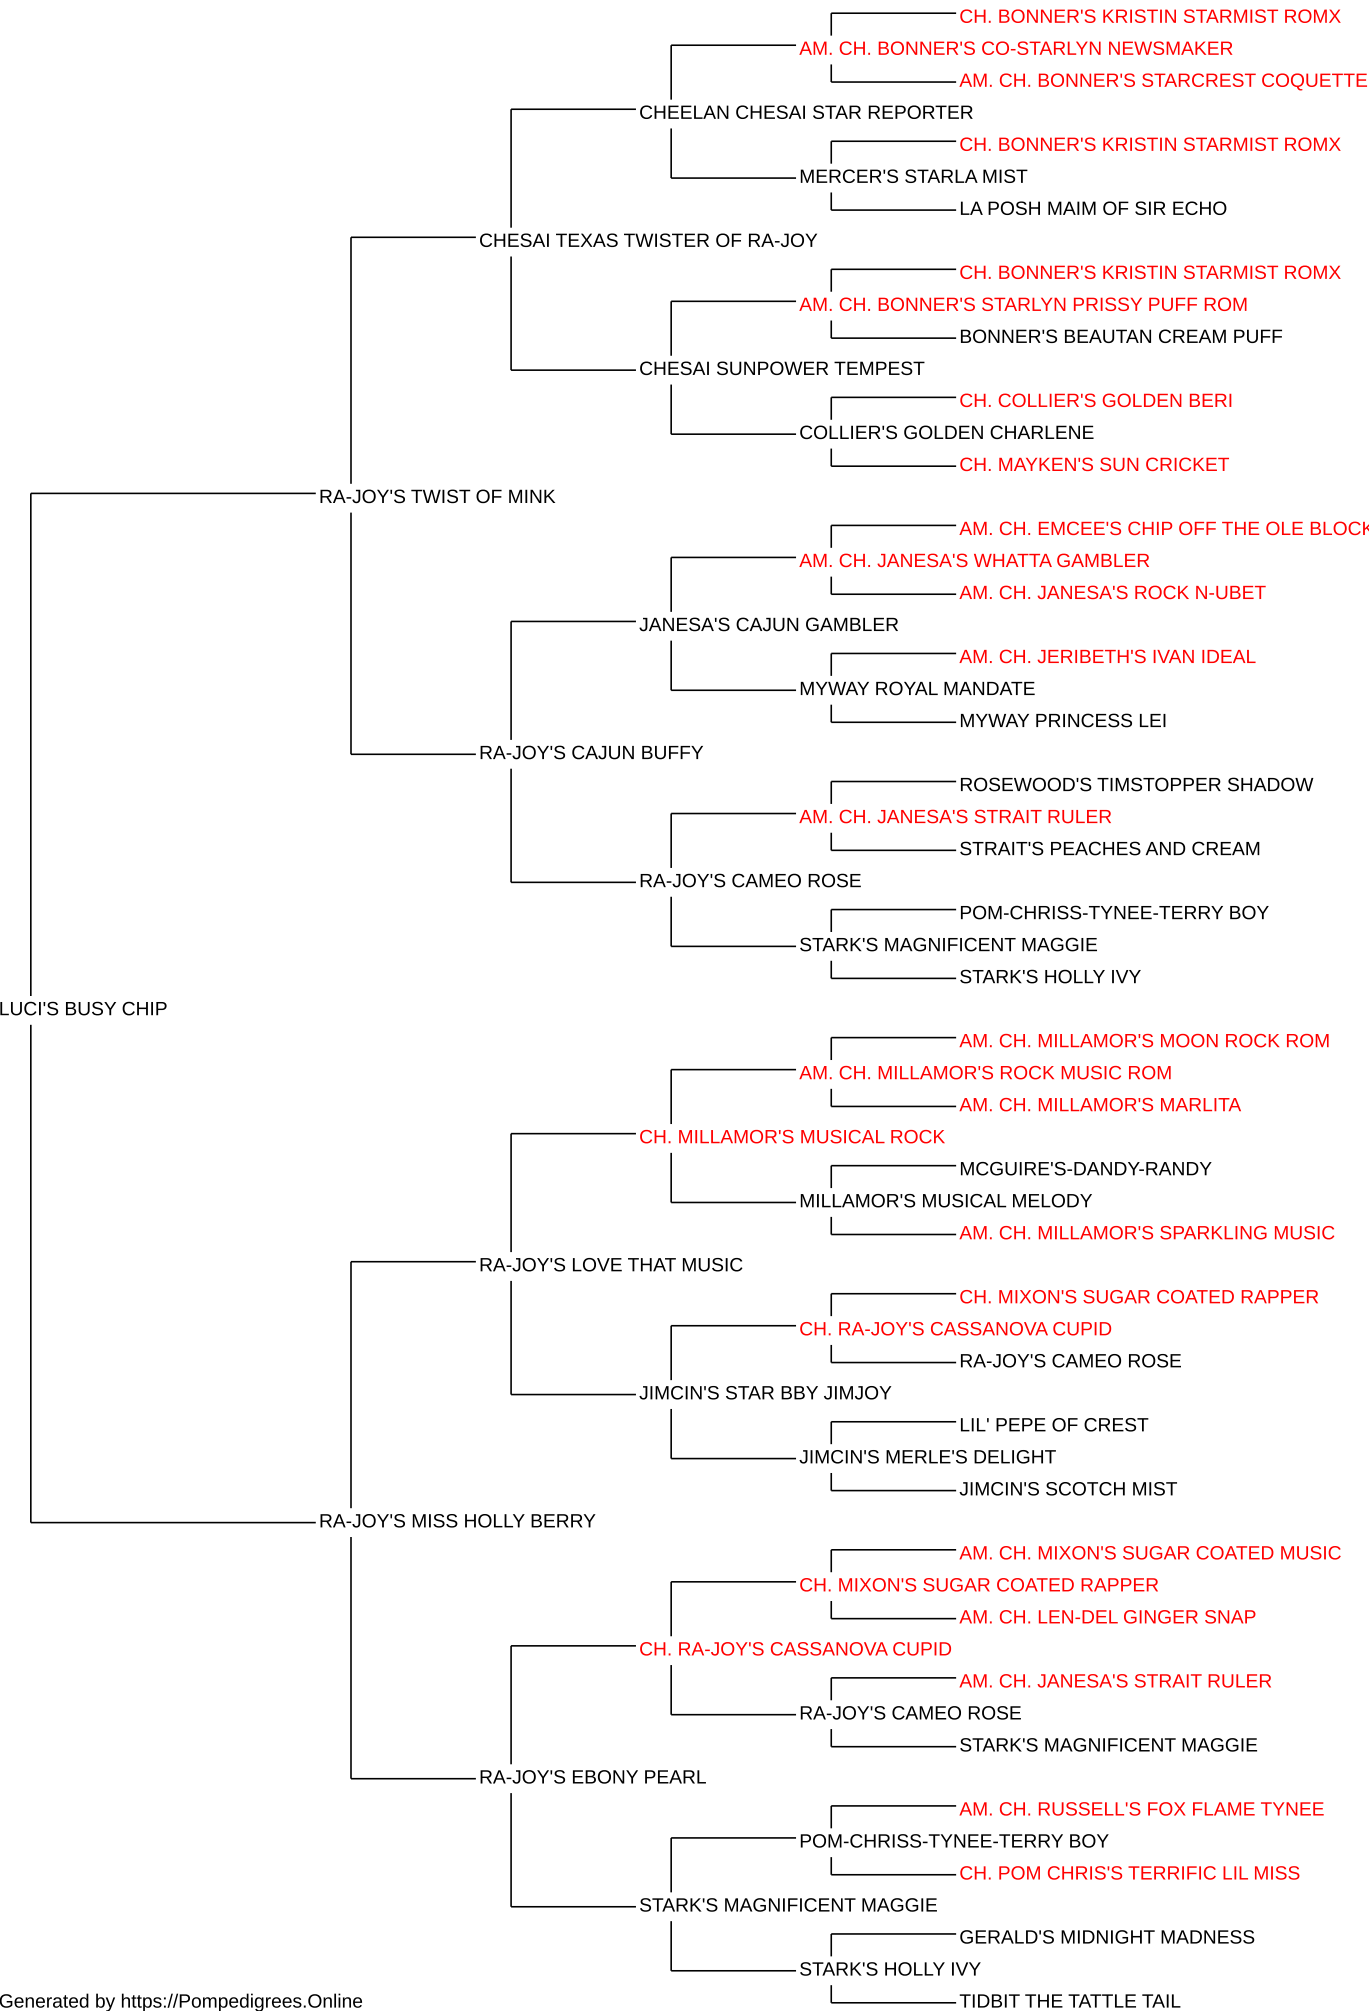 CH. BONNER'S KRISTIN STARMIST ROMX
AM. CH. BONNER'S CO-STARLYN NEWSMAKER
AM. CH. BONNER'S STARCREST COQUETTE
CHEELAN CHESAI STAR REPORTER
CH. BONNER'S KRISTIN STARMIST ROMX
MERCER'S STARLA MIST
LA POSH MAIM OF SIR ECHO
CHESAI TEXAS TWISTER OF RA-JOY
CH. BONNER'S KRISTIN STARMIST ROMX
AM. CH. BONNER'S STARLYN PRISSY PUFF ROM
BONNER'S BEAUTAN CREAM PUFF
CHESAI SUNPOWER TEMPEST
CH. COLLIER'S GOLDEN BERI
COLLIER'S GOLDEN CHARLENE
CH. MAYKEN'S SUN CRICKET
RA-JOY'S TWIST OF MINK
AM. CH. EMCEE'S CHIP OFF THE OLE BLOCK
AM. CH. JANESA'S WHATTA GAMBLER
AM. CH. JANESA'S ROCK N-UBET
JANESA'S CAJUN GAMBLER
AM. CH. JERIBETH'S IVAN IDEAL
MYWAY ROYAL MANDATE
MYWAY PRINCESS LEI
RA-JOY'S CAJUN BUFFY
ROSEWOOD'S TIMSTOPPER SHADOW
AM. CH. JANESA'S STRAIT RULER
STRAIT'S PEACHES AND CREAM
RA-JOY'S CAMEO ROSE
POM-CHRISS-TYNEE-TERRY BOY
STARK'S MAGNIFICENT MAGGIE
STARK'S HOLLY IVY
LUCI'S BUSY CHIP
AM. CH. MILLAMOR'S MOON ROCK ROM
AM. CH. MILLAMOR'S ROCK MUSIC ROM
AM. CH. MILLAMOR'S MARLITA
CH. MILLAMOR'S MUSICAL ROCK
MCGUIRE'S-DANDY-RANDY
MILLAMOR'S MUSICAL MELODY
AM. CH. MILLAMOR'S SPARKLING MUSIC
RA-JOY'S LOVE THAT MUSIC
CH. MIXON'S SUGAR COATED RAPPER
CH. RA-JOY'S CASSANOVA CUPID
RA-JOY'S CAMEO ROSE
JIMCIN'S STAR BBY JIMJOY
LIL' PEPE OF CREST
JIMCIN'S MERLE'S DELIGHT
JIMCIN'S SCOTCH MIST
RA-JOY'S MISS HOLLY BERRY
AM. CH. MIXON'S SUGAR COATED MUSIC
CH. MIXON'S SUGAR COATED RAPPER
AM. CH. LEN-DEL GINGER SNAP
CH. RA-JOY'S CASSANOVA CUPID
AM. CH. JANESA'S STRAIT RULER
RA-JOY'S CAMEO ROSE
STARK'S MAGNIFICENT MAGGIE
RA-JOY'S EBONY PEARL
AM. CH. RUSSELL'S FOX FLAME TYNEE
POM-CHRISS-TYNEE-TERRY BOY
CH. POM CHRIS'S TERRIFIC LIL MISS
STARK'S MAGNIFICENT MAGGIE
GERALD'S MIDNIGHT MADNESS
STARK'S HOLLY IVY
TIDBIT THE TATTLE TAIL
Generated by https://Pompedigrees.Online